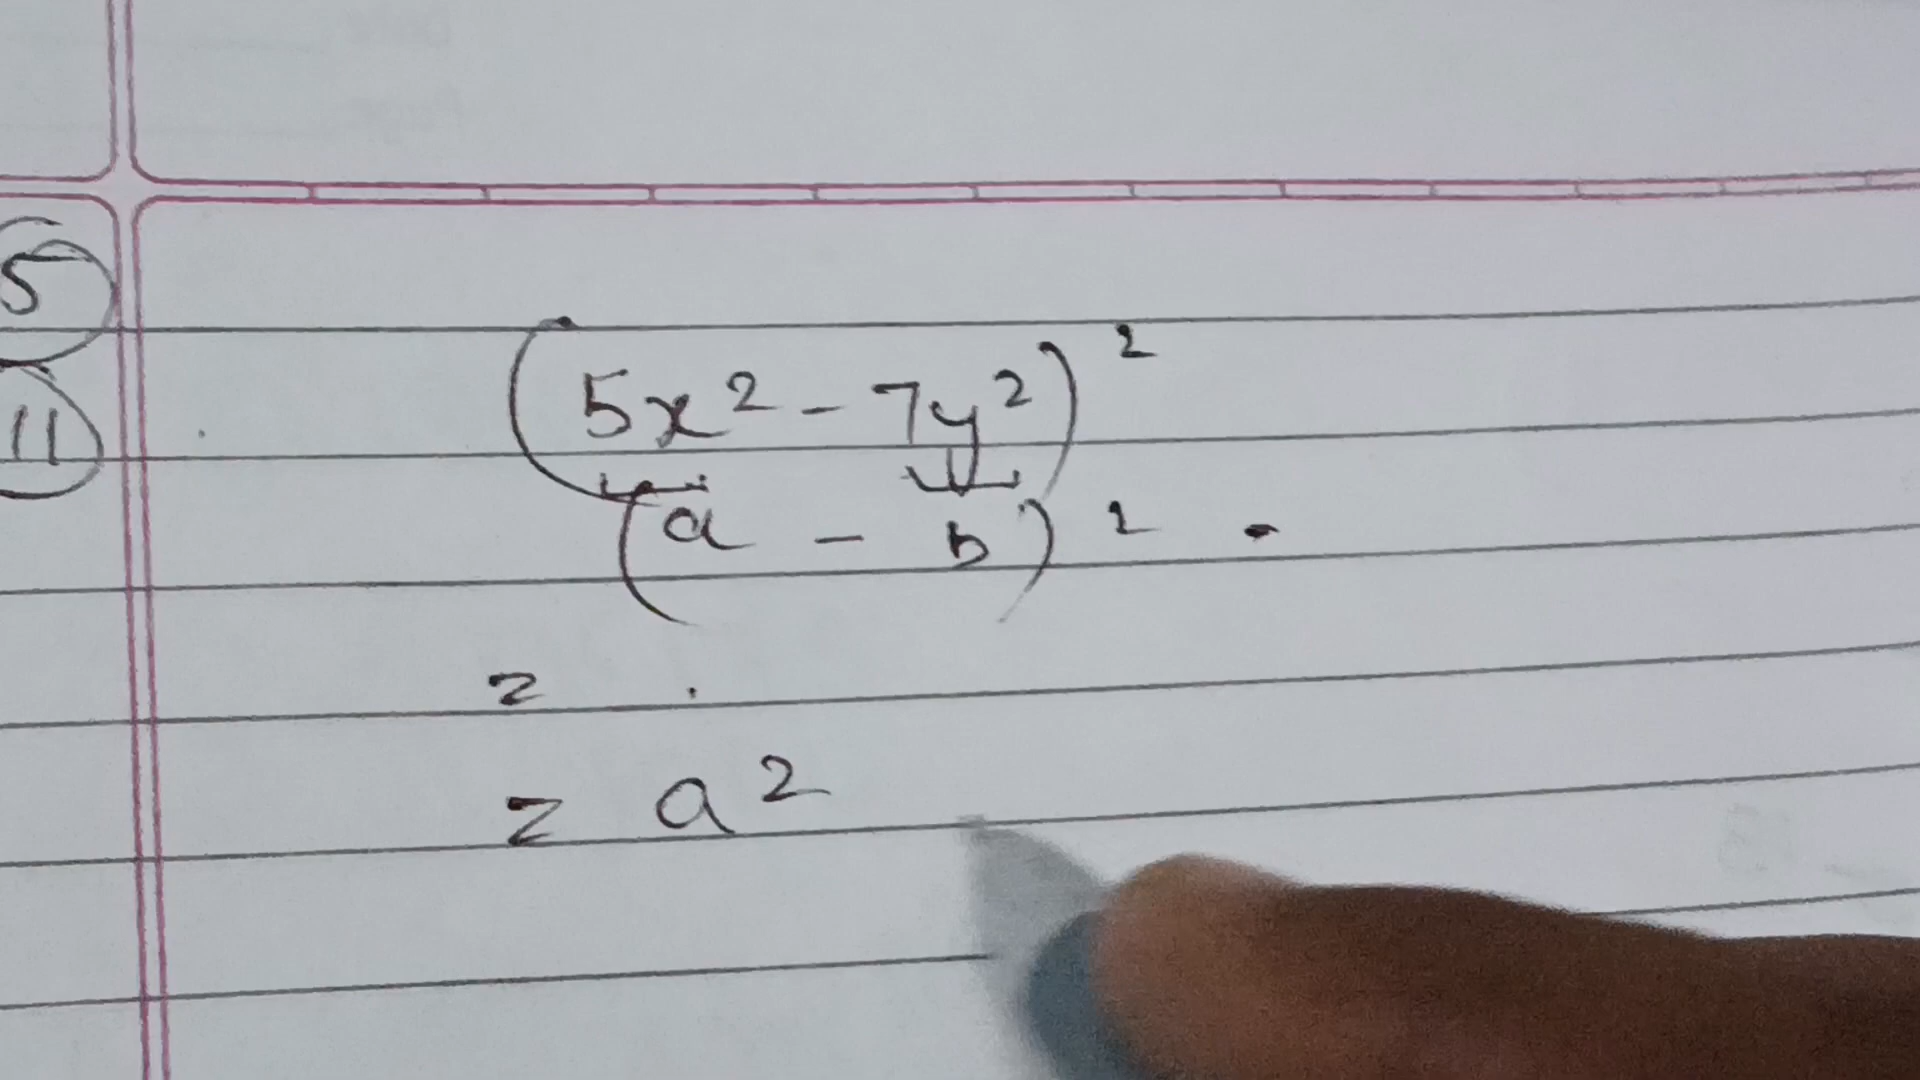 5
(5x² - 7y²)²
11
(a - b)²
=
= a²